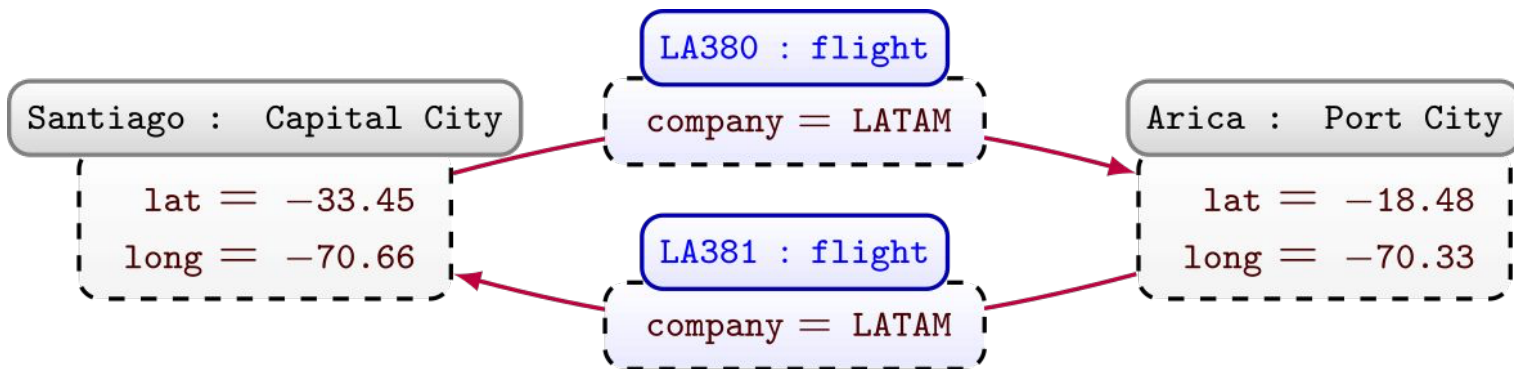 LA380 : flight
company = LATAM
Santiago : Capital City
lat = −33.45
long = −70.66
Arica : Port City
lat = −18.48
long = −70.33
LA381 : flight
company = LATAM